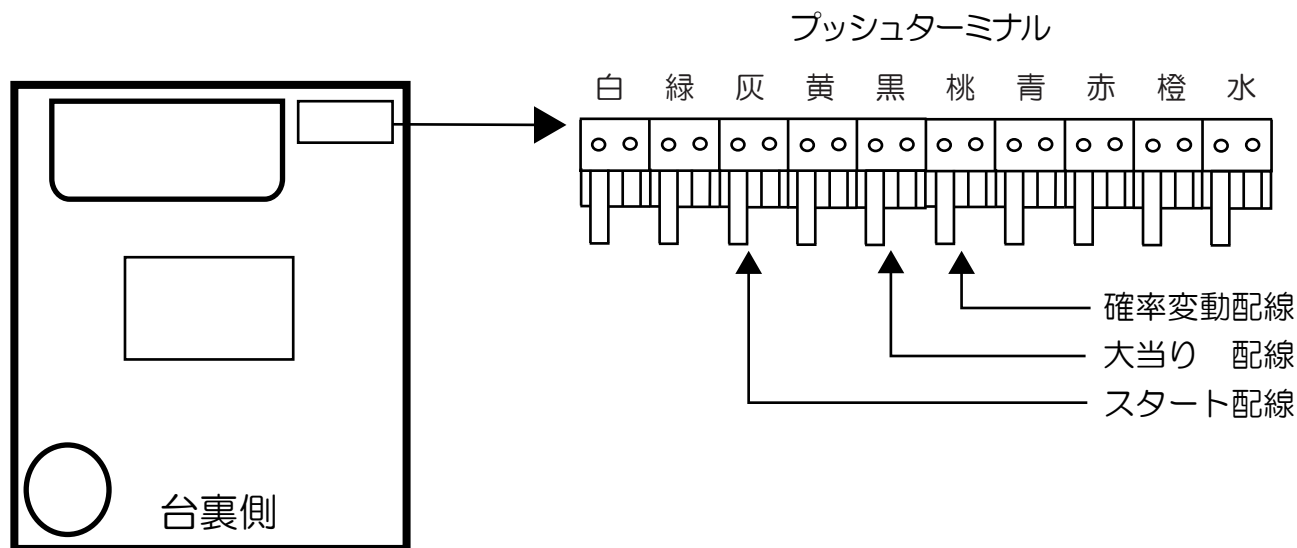 プッシュターミナル
白 緑 灰 黄 黒 桃 青 赤 橙 水
確率変動配線
大当り　配線
スタート配線
台裏側